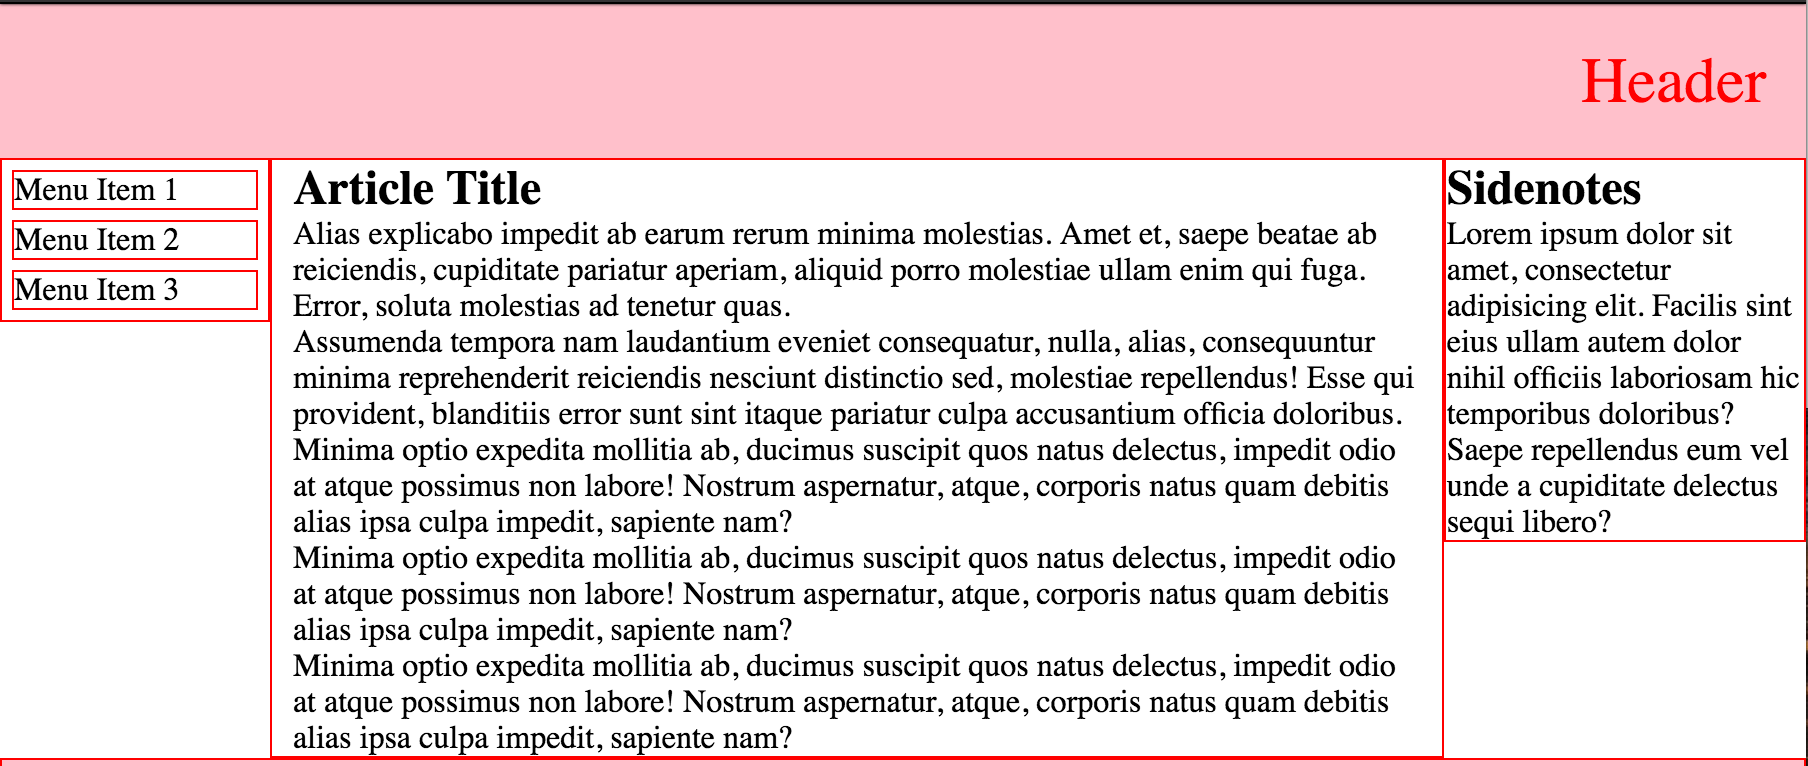 Header
Menu Item 1
Menu Item 2
Menu Item 3
Article Title
Alias explicabo impedit ab earum rerum minima molestias. Amet et, saepe beatae ab
reiciendis, cupiditate pariatur aperiam, aliquid porro molestiae ullam enim qui fuga.
Error, soluta molestias ad tenetur quas.
Assumenda tempora nam laudantium eveniet consequatur, nulla, alias, consequuntur
minima reprehenderit reiciendis nesciunt distinctio sed, molestiae repellendus! Esse qui
provident, blanditiis error sunt sint itaque pariatur culpa accusantium officia doloribus.
Minima optio expedita mollitia ab, ducimus suscipit quos natus delectus, impedit odio
at atque possimus non labore! Nostrum aspernatur, atque, corporis natus quam debitis
alias ipsa culpa impedit, sapiente nam?
Minima optio expedita mollitia ab, ducimus suscipit quos natus delectus, impedit odio
at atque possimus non labore! Nostrum aspernatur, atque, corporis natus quam debitis
alias ipsa culpa impedit, sapiente nam?
Minima optio expedita mollitia ab, ducimus suscipit quos natus delectus, impedit odio
at atque possimus non labore! Nostrum aspernatur, atque, corporis natus quam debitis
alias ipsa culpa impedit, sapiente nam?
Sidenotes
Lorem ipsum dolor sit
amet, consectetur
adipisicing elit. Facilis sint
eius ullam autem dolor
nihil officiis laboriosam hic
temporibus doloribus?
Saepe repellendus eum vel
unde a cupiditate delectus
sequi libero?